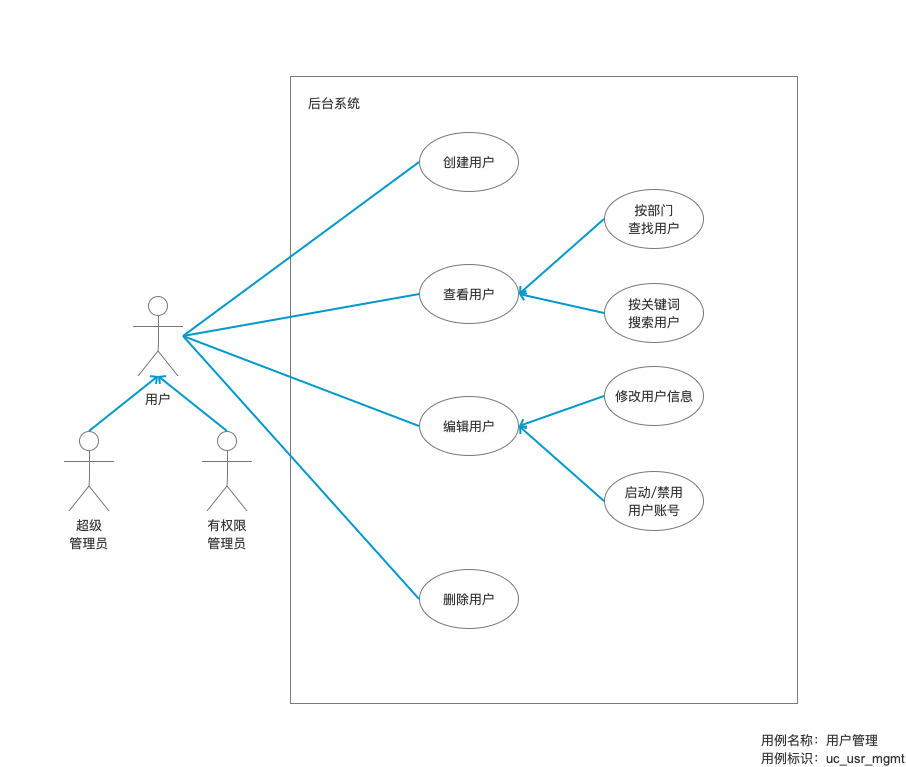 后台系统
创建用户
按部门
查找用户
查看用户
按关键词
搜索用户
用户
修改用户信息
编辑用户
启动/禁用
用户账号
超级
管理员
有权限
管理员
删除用户
用例名称：用户管理
用例标识：uc_usr_mgmt